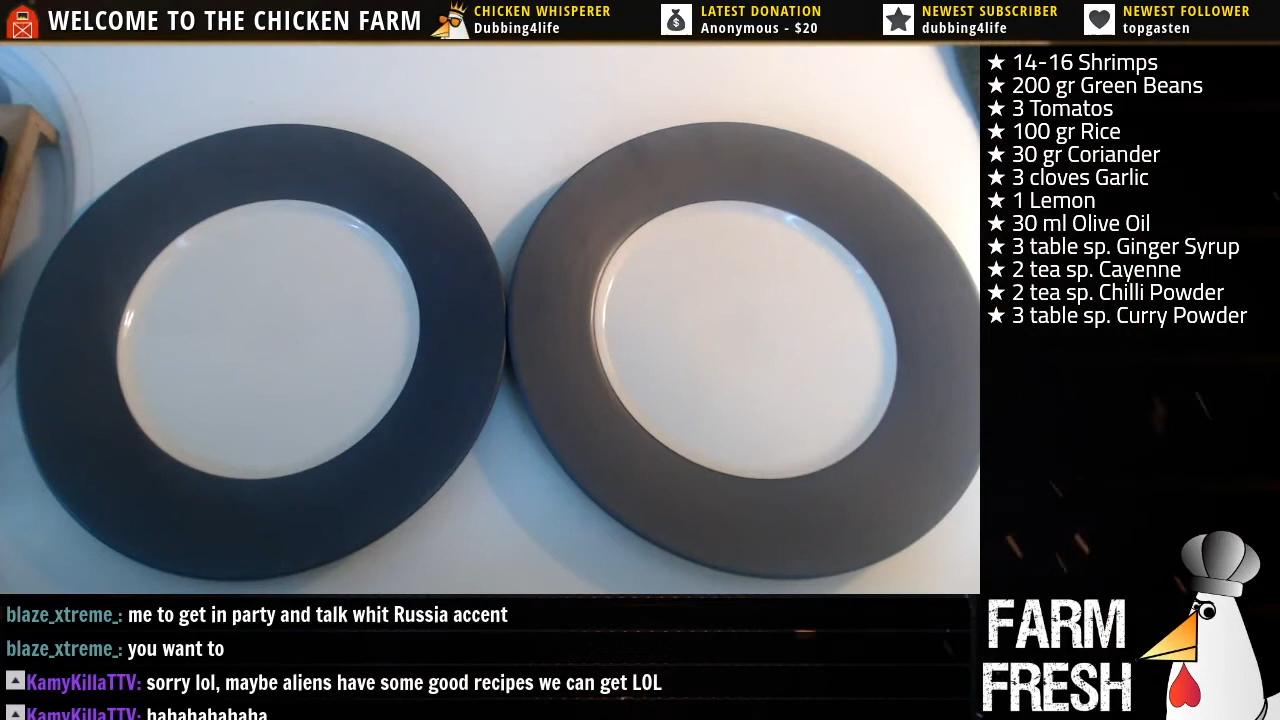 WELCOME TO THE CHICKEN FARM
CHICKEN WHISPERER
Dubbing4life
LATEST DONATION
Anonymous - $20
NEWEST SUBSCRIBER
dubbing4life
NEWEST FOLLOWER
topgasten
★ 14-16 Shrimps
★ 200 gr Green Beans
★ 3 Tomatos
★ 100 gr Rice
★ 30 gr Coriander
★ 3 cloves Garlic
★ 1 Lemon
★ 30 ml Olive Oil
★ 3 table sp. Ginger Syrup
★ 2 tea sp. Cayenne
★ 2 tea sp. Chilli Powder
★ 3 table sp. Curry Powder
blaze_xtreme_: me to get in party and talk whit Russia accent
blaze_xtreme_: you want to
KamyKillaTTV: sorry lol, maybe aliens have some good recipes we can get LOL
KamyKillaTTV: hahahahahaha
FARM
FRESH